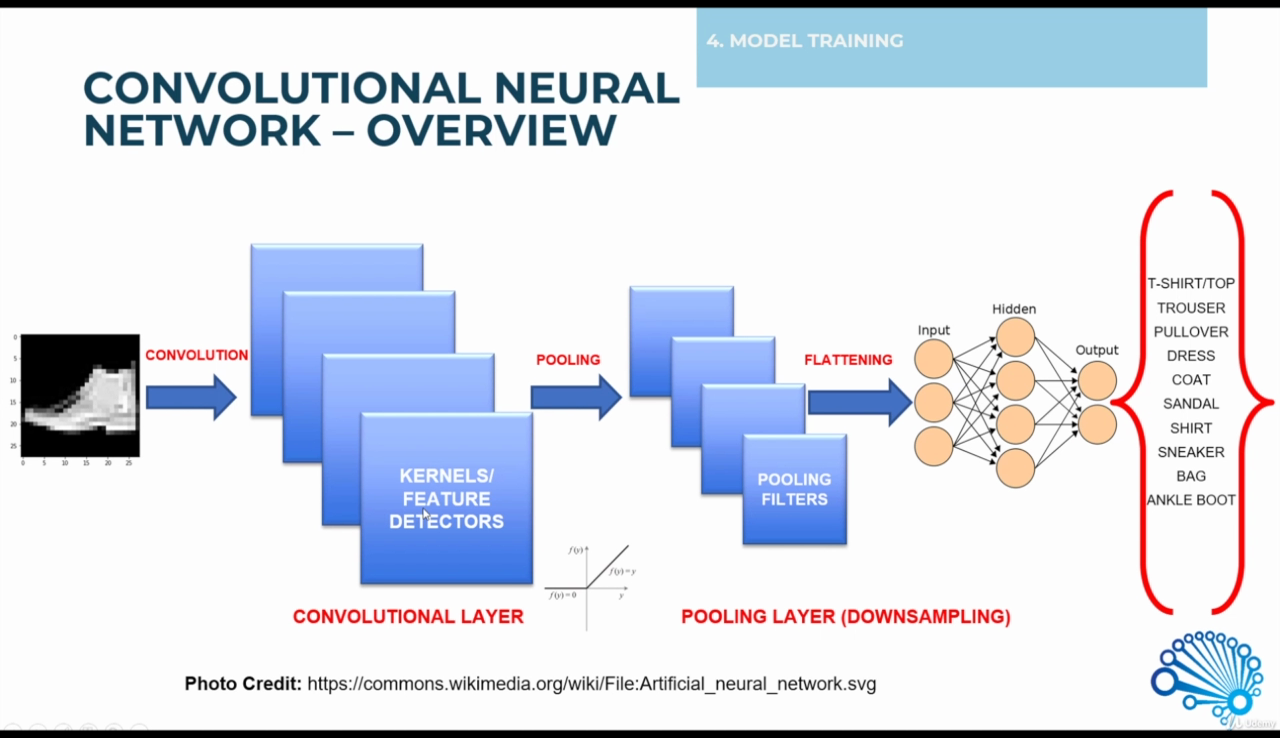 4. MODEL TRAINING
CONVOLUTIONAL NEURAL
NETWORK – OVERVIEW
0
5
10
15
20
25
0 5 10 15 20 25
CONVOLUTION
KERNELS/
FEATURE
DETECTORS
CONVOLUTIONAL LAYER
f(y)
f(y)=y
f(y)=0
y
POOLING
POOLING
FILTERS
POOLING LAYER (DOWNSAMPLING)
FLATTENING
Input
Hidden
Output
T-SHIRT/TOP
TROUSER
PULLOVER
DRESS
COAT
SANDAL
SHIRT
SNEAKER
BAG
ANKLE BOOT
Photo Credit: https://commons.wikimedia.org/wiki/File:Artificial_neural_network.svg
Udemy